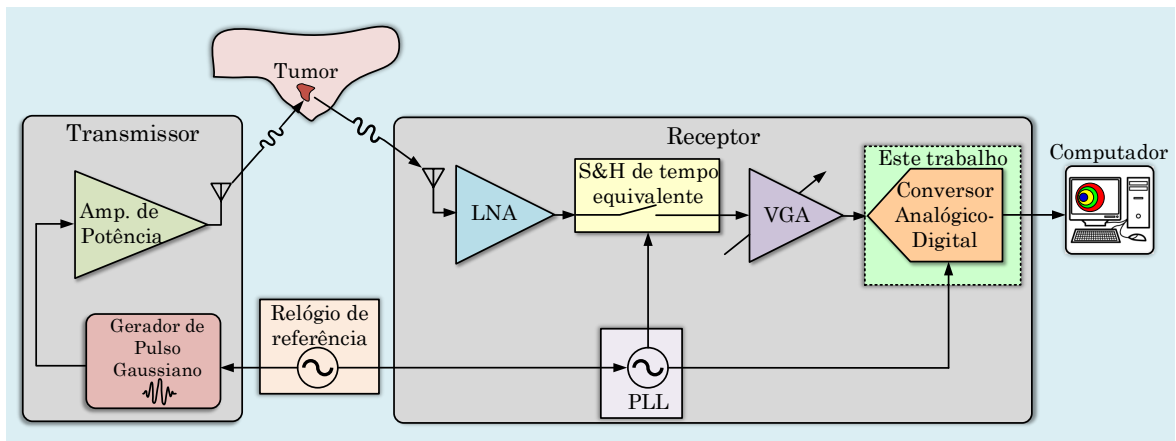 Tumor
Transmissor
Receptor
Este trabalho
Computador
Amp. de
Potência
LNA
S&H de tempo
equivalente
VGA
Conversor
Analógico-
Digital
Gerador de
Pulso
Gaussiano
Relógio de
referência
PLL